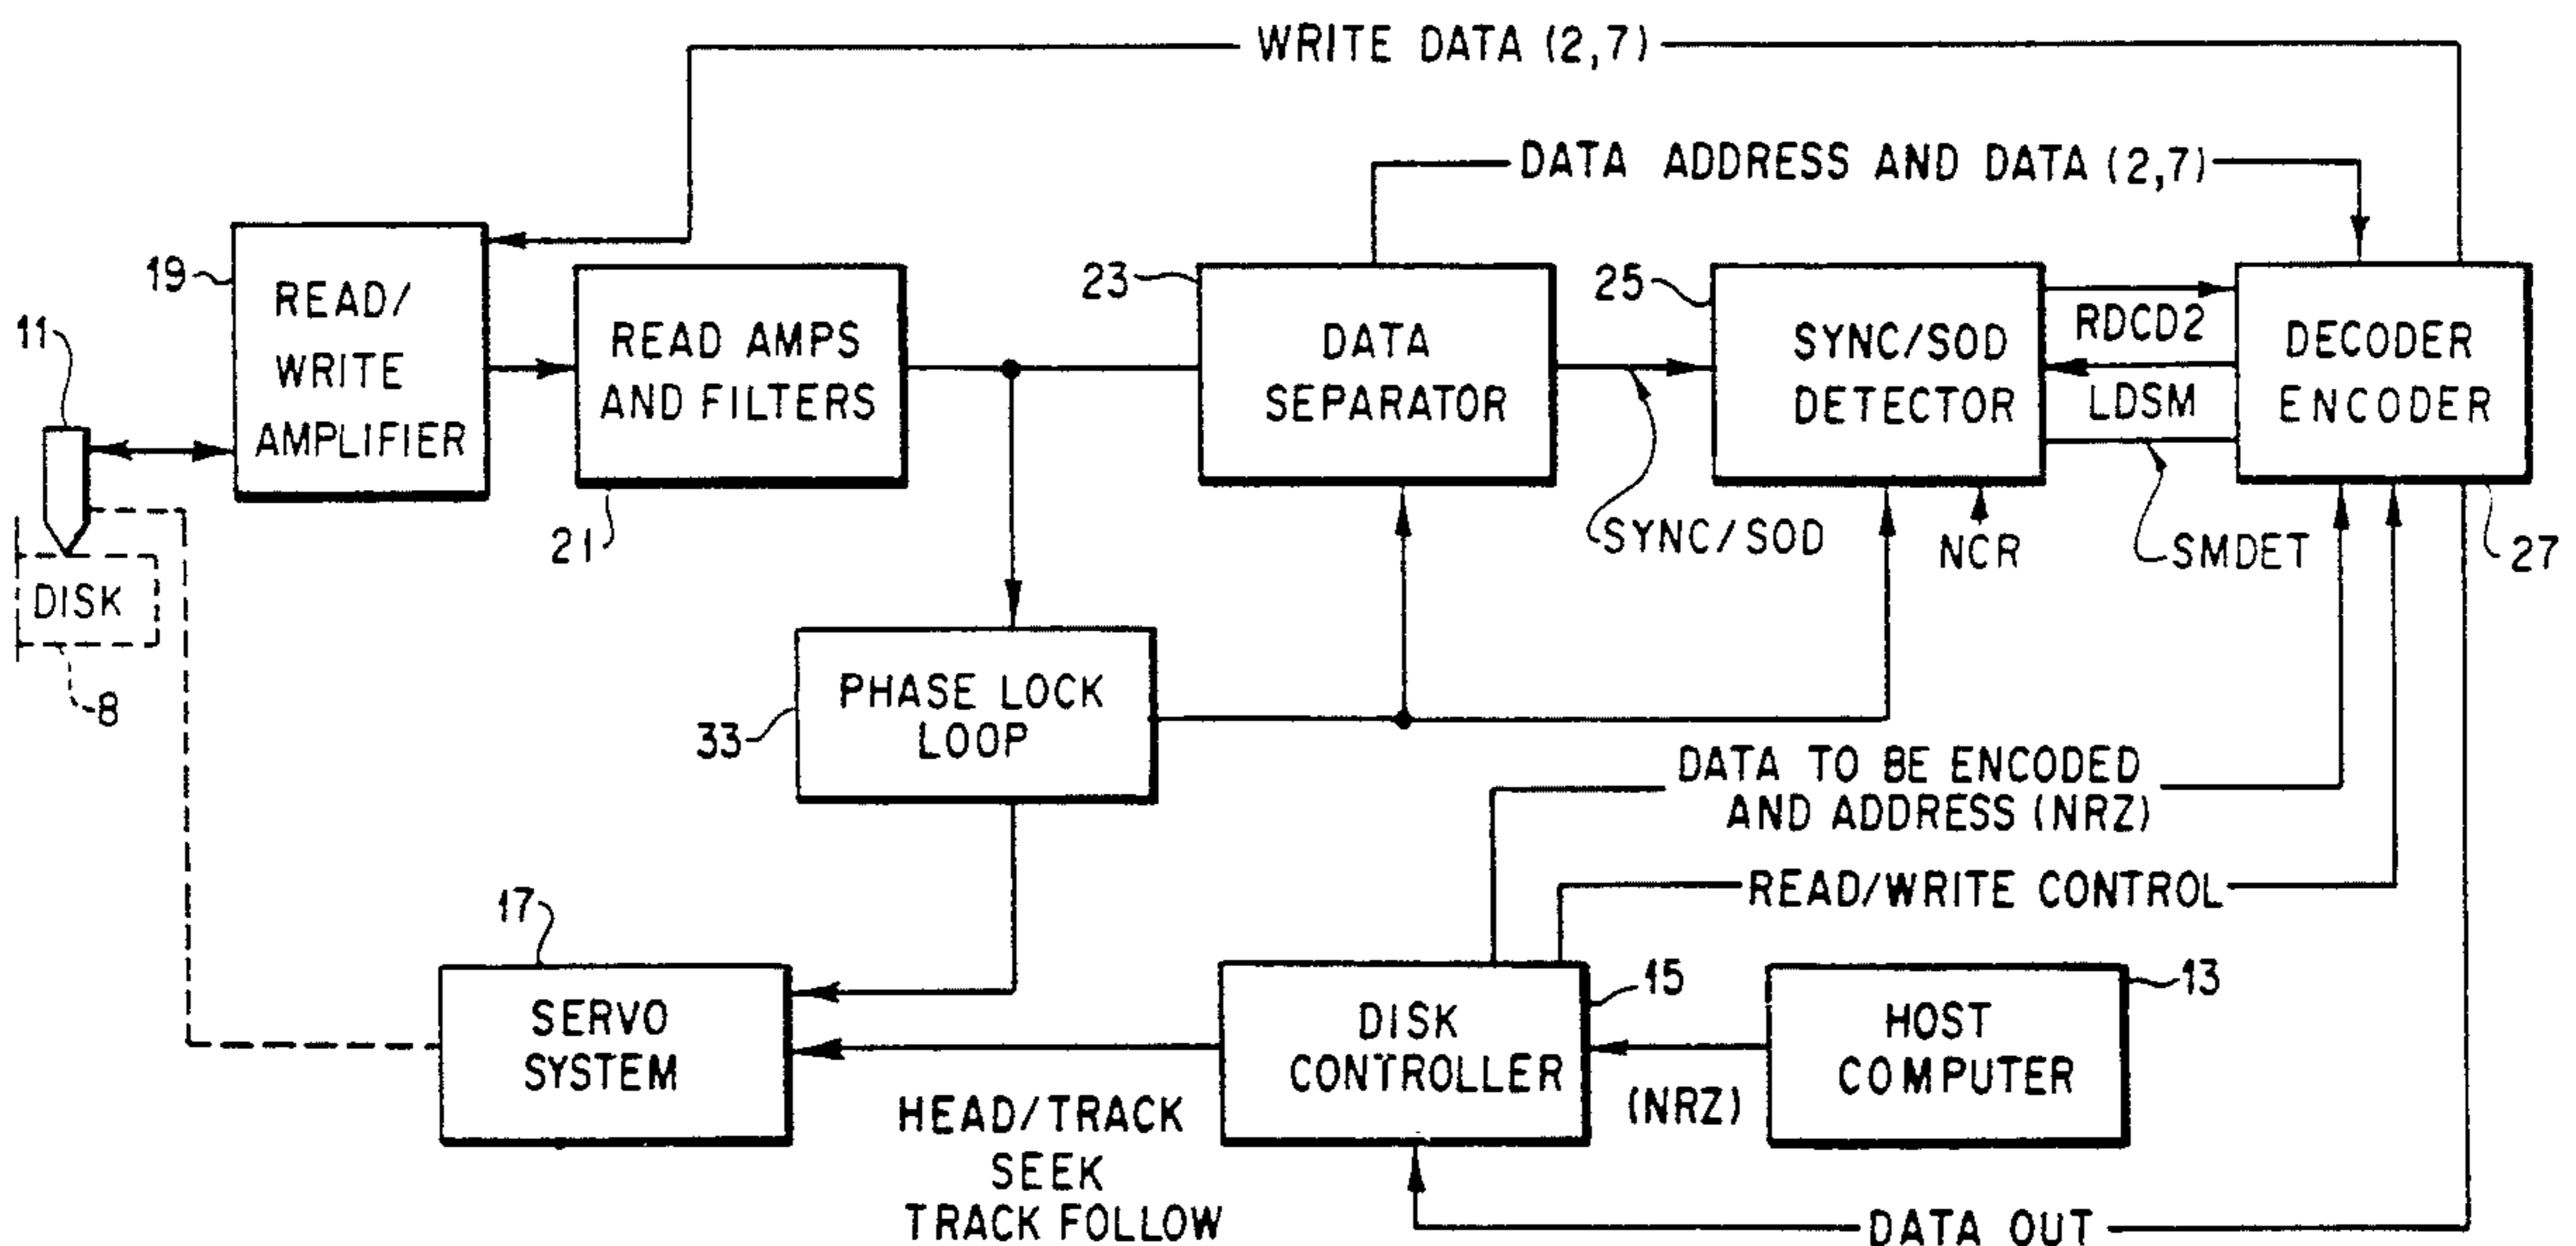 WRITE DATA (2,7)
DATA ADDRESS AND DATA (2,7)
19
READ/
WRITE
AMPLIFIER
11
READ AMPS
AND FILTERS
21
23
DATA
SEPARATOR
25
SYNC/SOD
DETECTOR
RDCD2
LDSM
DECODER
ENCODER
SYNC/SOD
NCR
SMDET
27
DISK
8
33
PHASE LOCK
LOOP
DATA TO BE ENCODED
AND ADDRESS (NRZ)
READ/WRITE CONTROL
17
SERVO
SYSTEM
HEAD/TRACK
SEEK
TRACK FOLLOW
15
DISK
CONTROLLER
(NRZ)
13
HOST
COMPUTER
DATA OUT